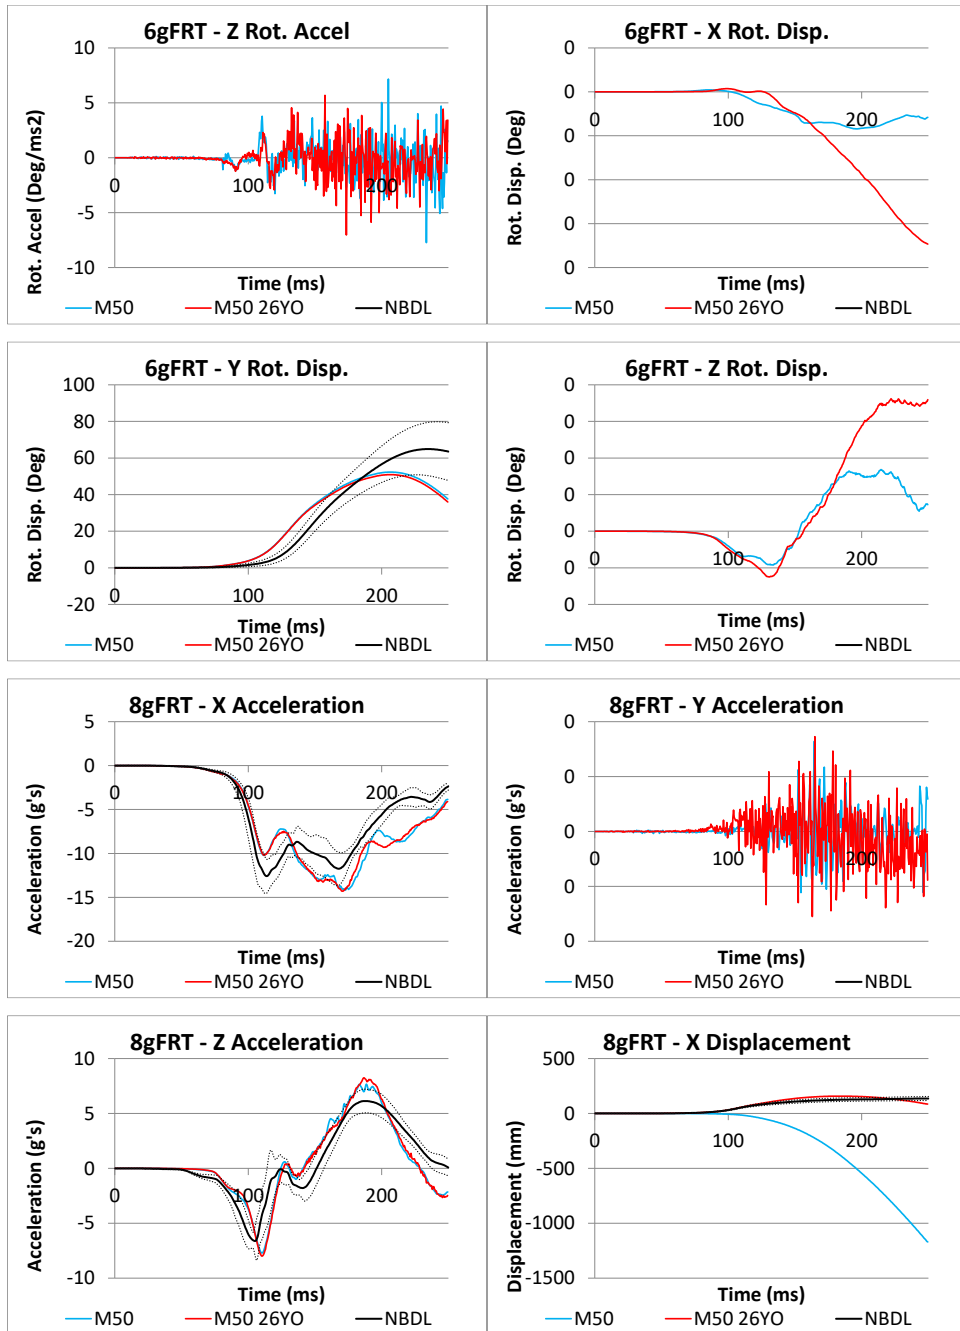 6gFRT - Z Rot. Accel
Rot. Accel (Deg/ms2)
10
5
0
-5
-10
0
100
200
Time (ms)
M50
M50 26YO
NBDL
6gFRT - X Rot. Disp.
Rot. Disp. (Deg)
0
0
0
0
0
0
0
100
200
Time (ms)
M50
M50 26YO
NBDL
6gFRT - Y Rot. Disp.
Rot. Disp. (Deg)
100
80
60
40
20
0
-20
0
100
200
Time (ms)
M50
M50 26YO
NBDL
6gFRT - Z Rot. Disp.
Rot. Disp. (Deg)
0
0
0
0
0
0
0
0
100
200
Time (ms)
M50
M50 26YO
NBDL
8gFRT - X Acceleration
Acceleration (g's)
5
0
-5
-10
-15
-20
0
100
200
Time (ms)
M50
M50 26YO
NBDL
8gFRT - Y Acceleration
Acceleration (g's)
0
0
0
0
0
0
100
200
Time (ms)
M50
M50 26YO
NBDL
8gFRT - Z Acceleration
Acceleration (g's)
10
5
0
-5
-10
0
100
200
Time (ms)
M50
M50 26YO
NBDL
8gFRT - X Displacement
Displacement (mm)
500
0
-500
-1000
-1500
0
100
200
Time (ms)
M50
M50 26YO
NBDL